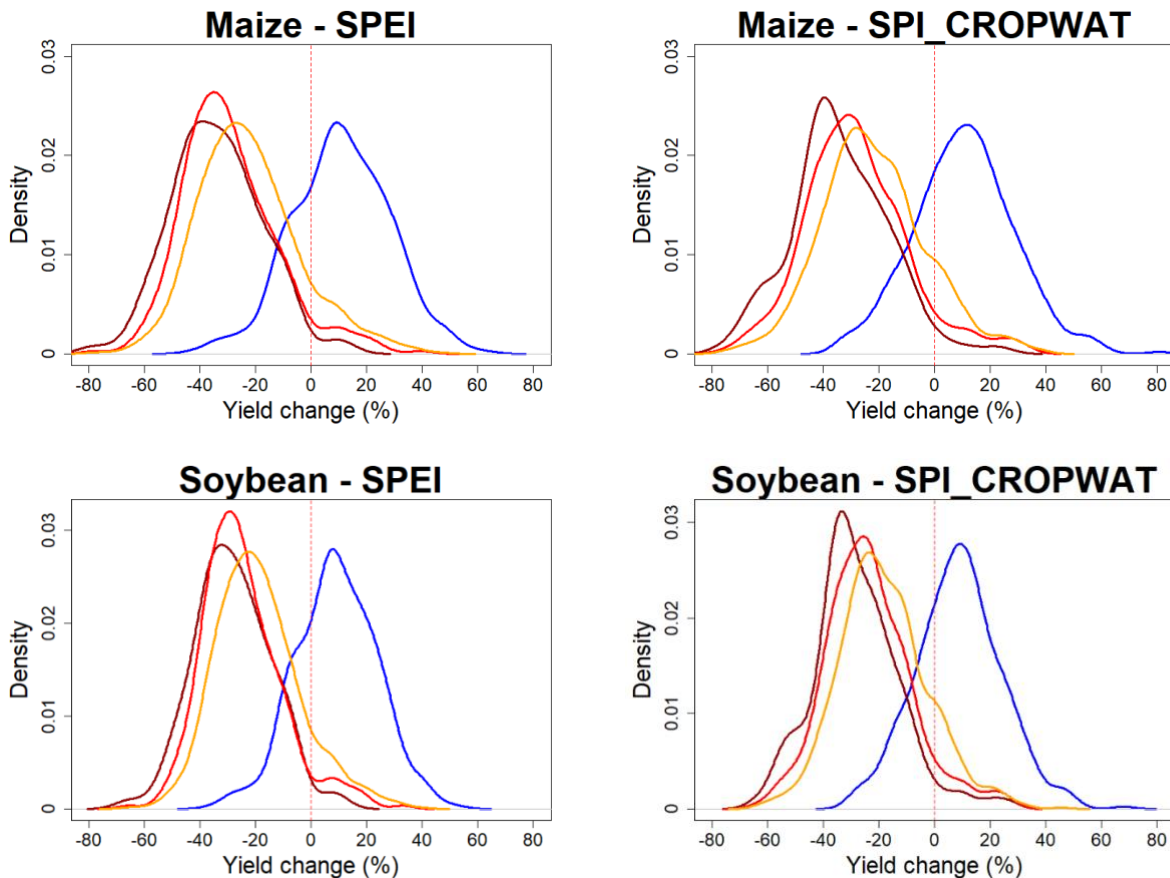 Maize - SPEI
Density
0.03
0.02
0.01
0
-80 -60 -40 -20 0 20 40 60 80
Yield change (%)
Maize - SPI_CROPWAT
Density
0.03
0.02
0.01
0
-80 -60 -40 -20 0 20 40 60 80
Yield change (%)
Soybean - SPEI
Density
0.03
0.02
0.01
0
-80 -60 -40 -20 0 20 40 60 80
Yield change (%)
Soybean - SPI_CROPWAT
Density
0.03
0.02
0.01
0
-80 -60 -40 -20 0 20 40 60 80
Yield change (%)